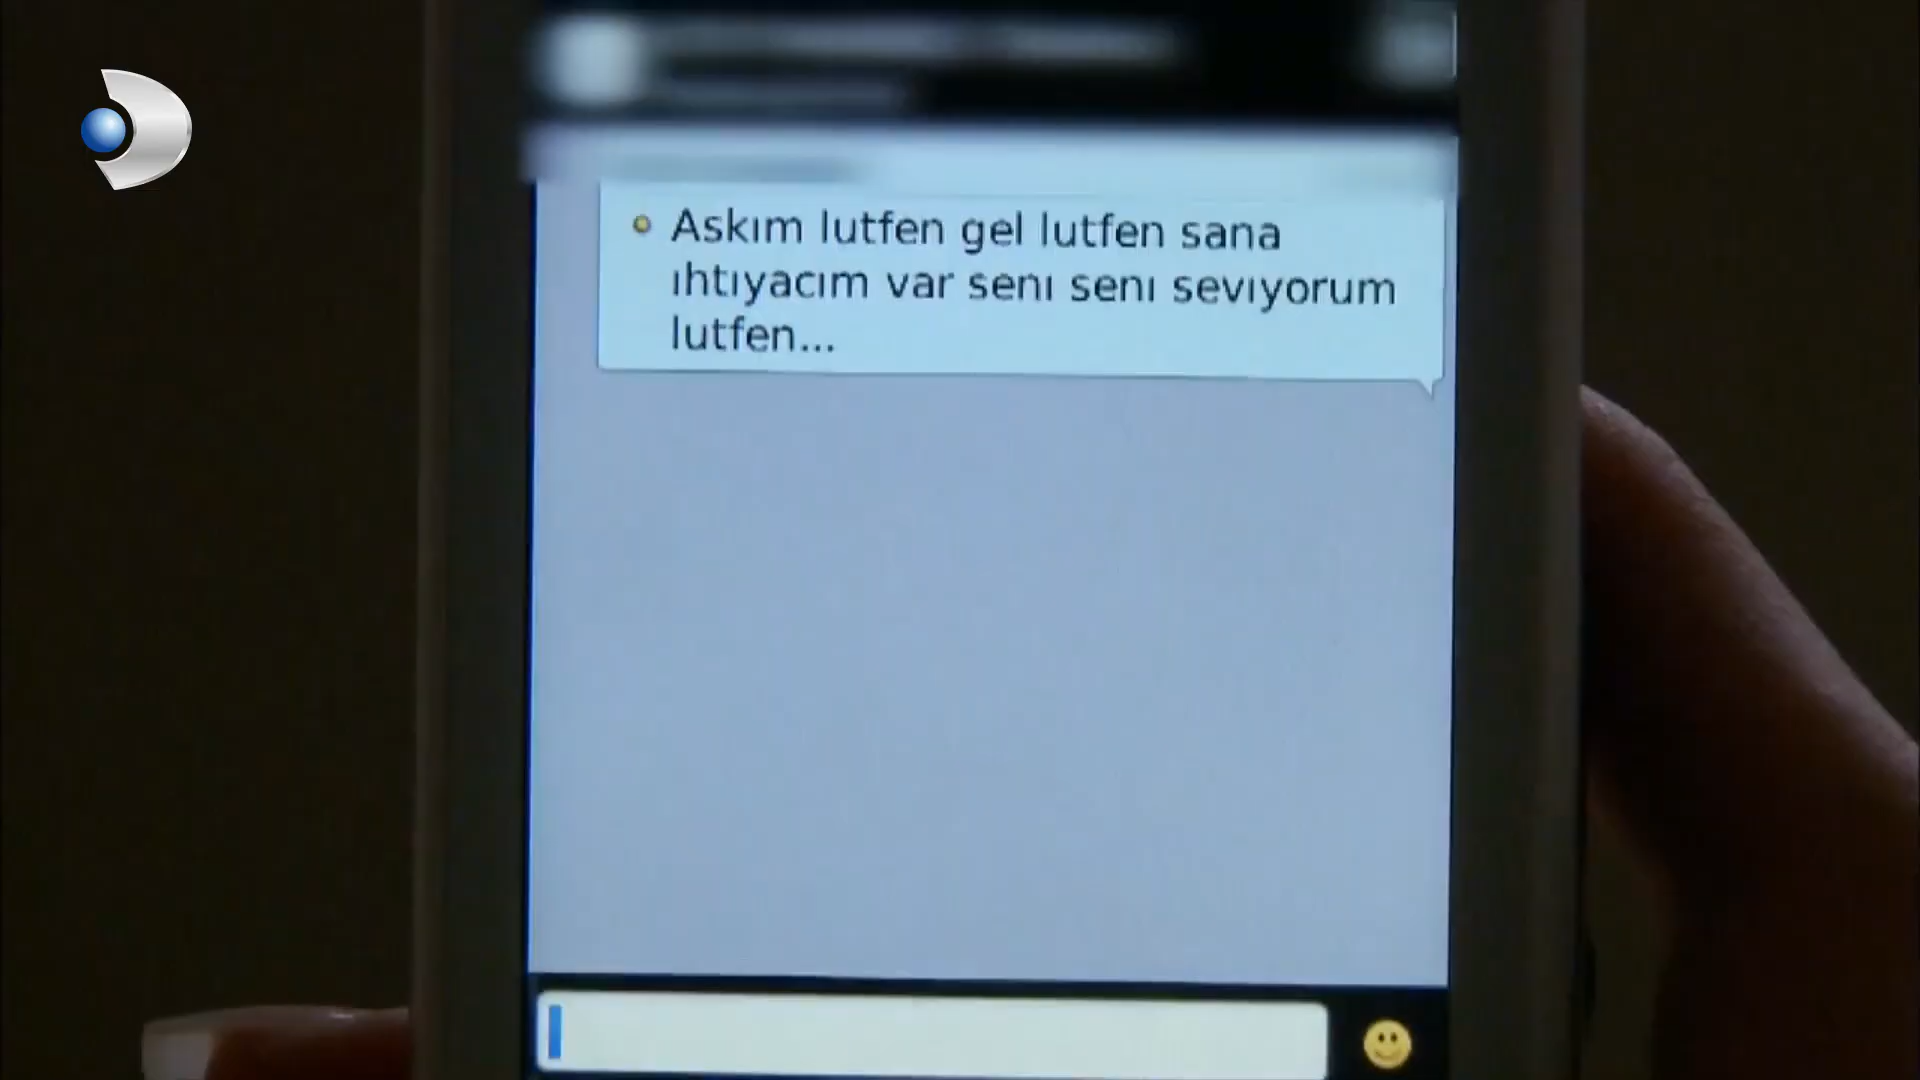 Askım lutfen gel lutfen sana
ıhtıyacım var senı senı sevıyorum
lutfen...